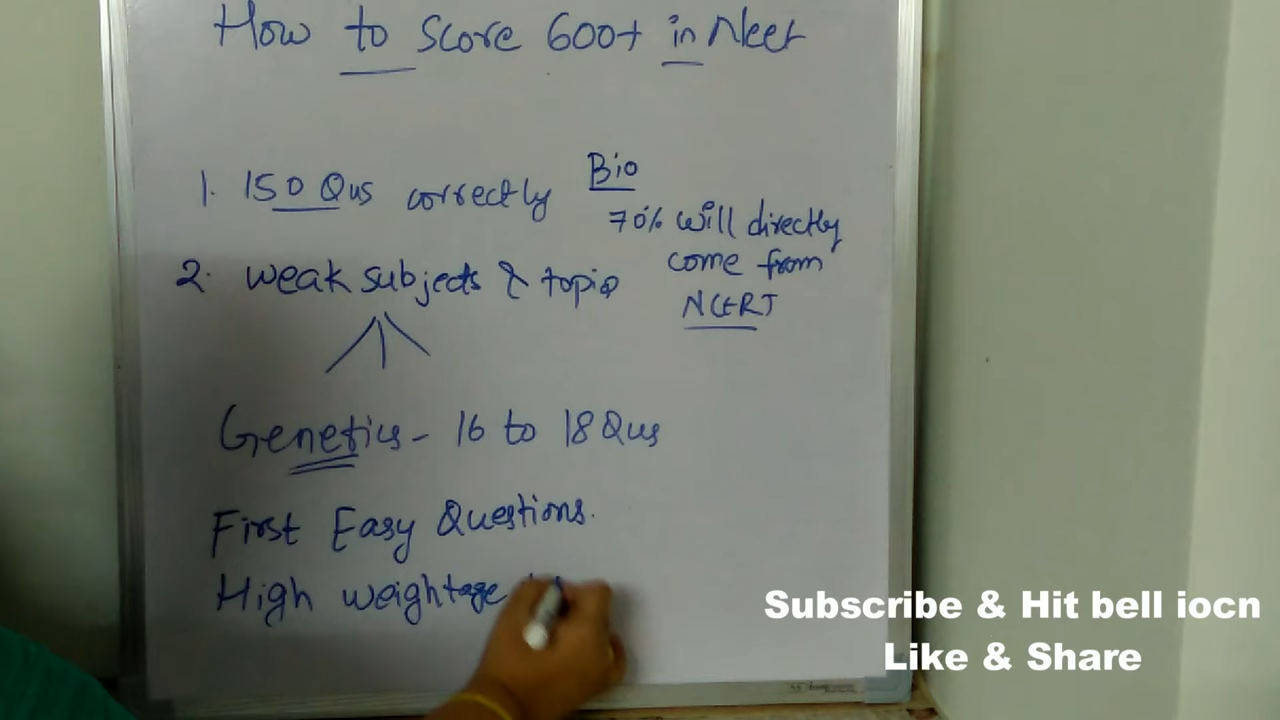 How to Score 600+ in Neet
1. 150 Qus correctly
Bio
70% will directly
come from
NCERT
2. weak subjects & topic
Genetics - 16 to 18 Qus
First Easy Questions.
High weightage
Subscribe & Hit bell iocn
Like & Share